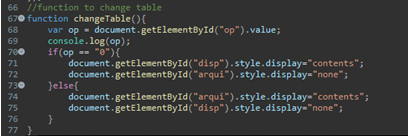 66 //function to change table
67 function changeTable(){
68 var op = document.getElementById("op").value;
69 console.log(op);
70 if(op == "0"){
71 document.getElementById("disp").style.display="contents";
72 document.getElementById("arqui").style.display="none";
73 }else{
74 document.getElementById("arqui").style.display="contents";
75 document.getElementById("disp").style.display="none";
76 }
77 }